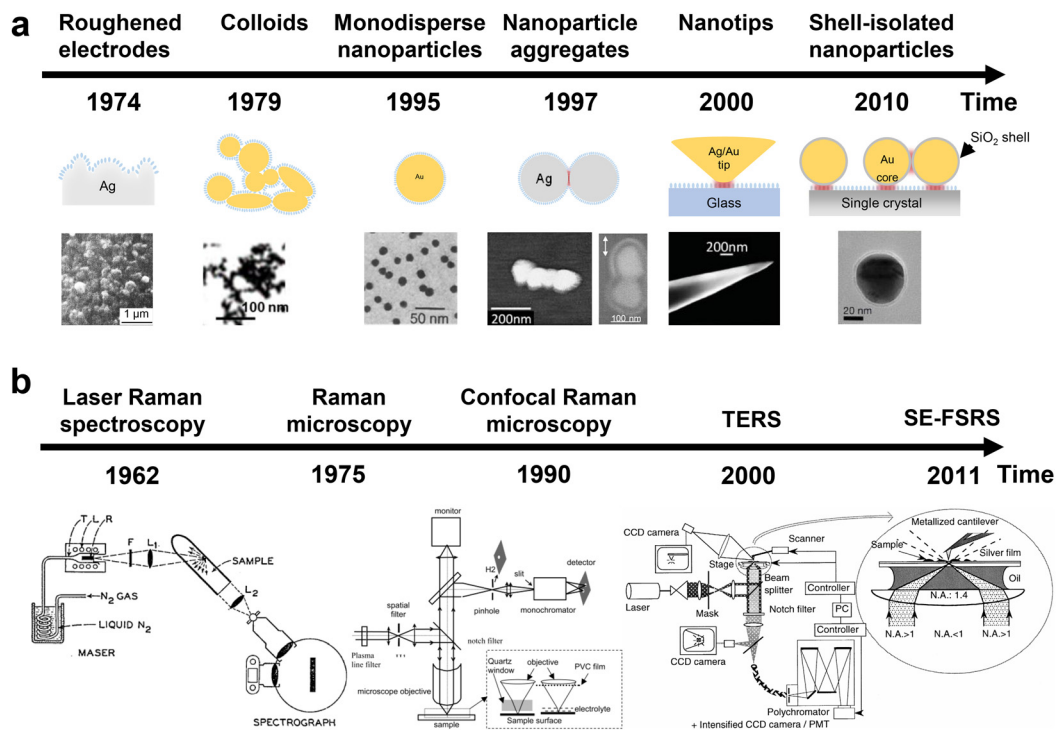 a
Roughened
electrodes
Colloids
Monodisperse
nanoparticles
Nanoparticle
aggregates
Nanotips
Shell-isolated
nanoparticles
1974
1979
1995
1997
2000
2010
Time
Ag
Au
Ag
Ag/Au
tip
Glass
Au
core
SiO₂ shell
Single crystal
1 μm
100 nm
50 nm
200nm
100 nm
200nm
20 nm
b
Laser Raman
spectroscopy
Raman
microscopy
Confocal Raman
microscopy
TERS
SE-FSRS
1962
1975
1990
2000
2011
Time
T L R
F
L₁
SAMPLE
L₂
N₂ GAS
LIQUID N₂
MASER
SPECTROGRAPH
monitor
H2
slit
detector
pinhole
monochromator
spatial
filter
Plasma
line filter
notch filter
microscope objective
sample
Quartz
window
objective
PVC film
electrolyte
Sample surface
CCD camera
Scanner
Stage
Laser
Mask
Beam
splitter
Notch filter
Controller
PC
Controller
CCD camera
Polychromator
+ Intensified CCD camera / PMT
Metallized cantilever
Sample
Silver film
Oil
N.A.: 1.4
N.A.>1
N.A.<1
N.A.>1